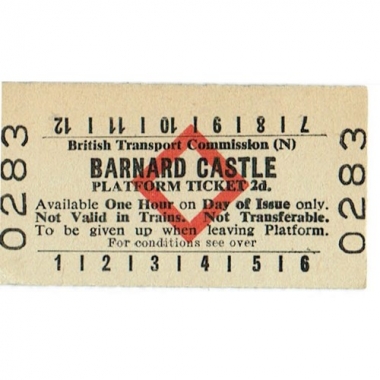 12 | 11 | 10 | 9 | 8 | 7
British Transport Commission (N)
BARNARD CASTLE
PLATFORM TICKET 2d.
Available One Hour on Day of Issue only.
Not Valid in Trains. Not Transferable.
To be given up when leaving Platform.
For conditions see over
1 | 2 | 3 | 4 | 5 | 6
0283
0283